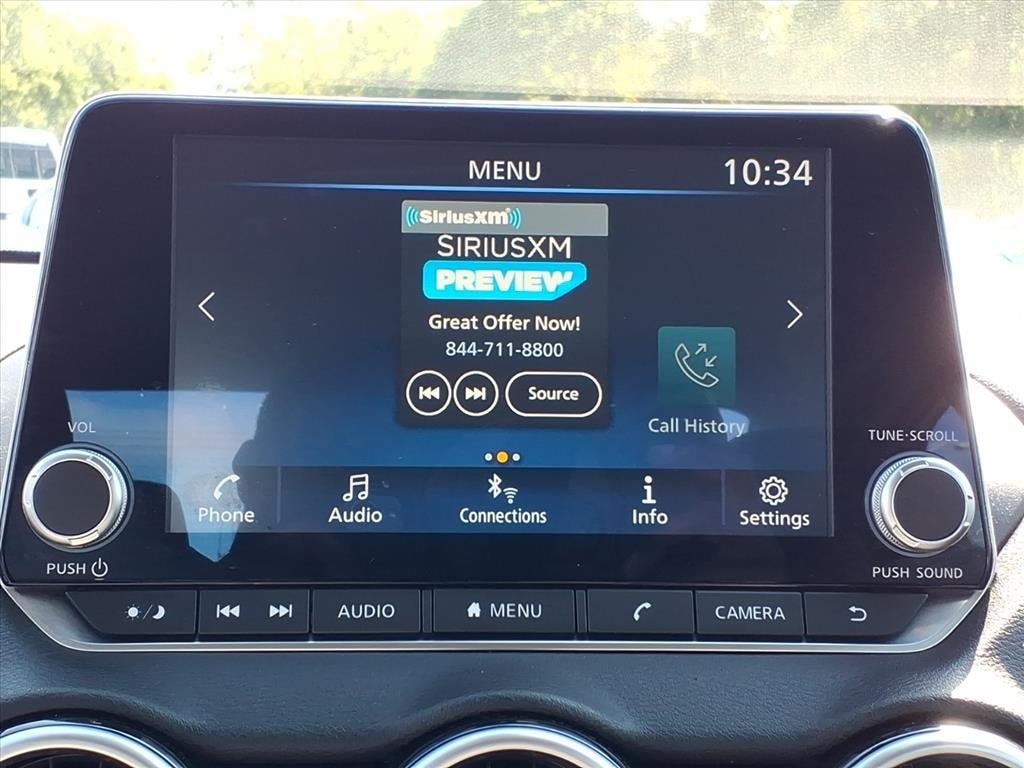 MENU
10:34
SiriusXM
SIRIUSXM
PREVIEW
Great Offer Now!
844-711-8800
Source
Call History
VOL
TUNE·SCROLL
Phone
Audio
Connections
Info
Settings
PUSH
PUSH SOUND
AUDIO
MENU
CAMERA